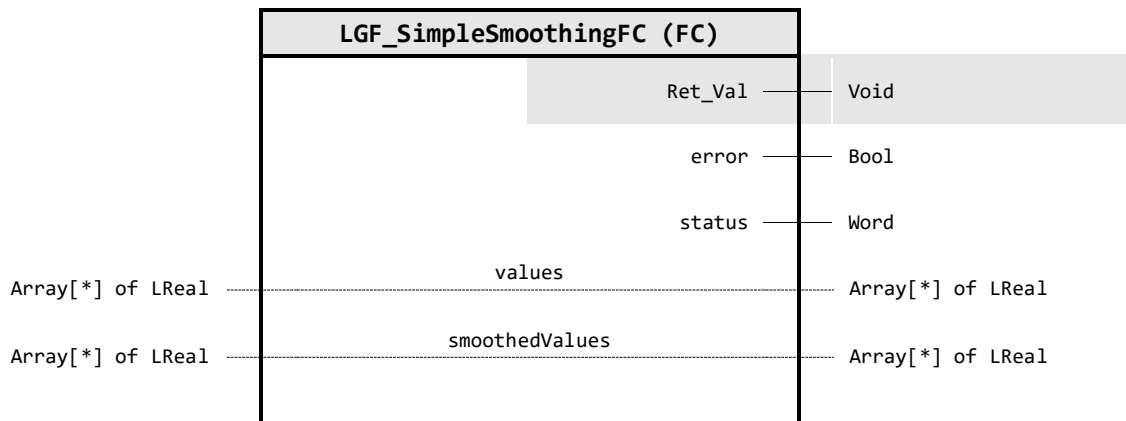 LGF_SimpleSmoothingFC (FC)
Ret_Val Void
error Bool
status Word
Array[*] of LReal values Array[*] of LReal
Array[*] of LReal smoothedValues Array[*] of LReal